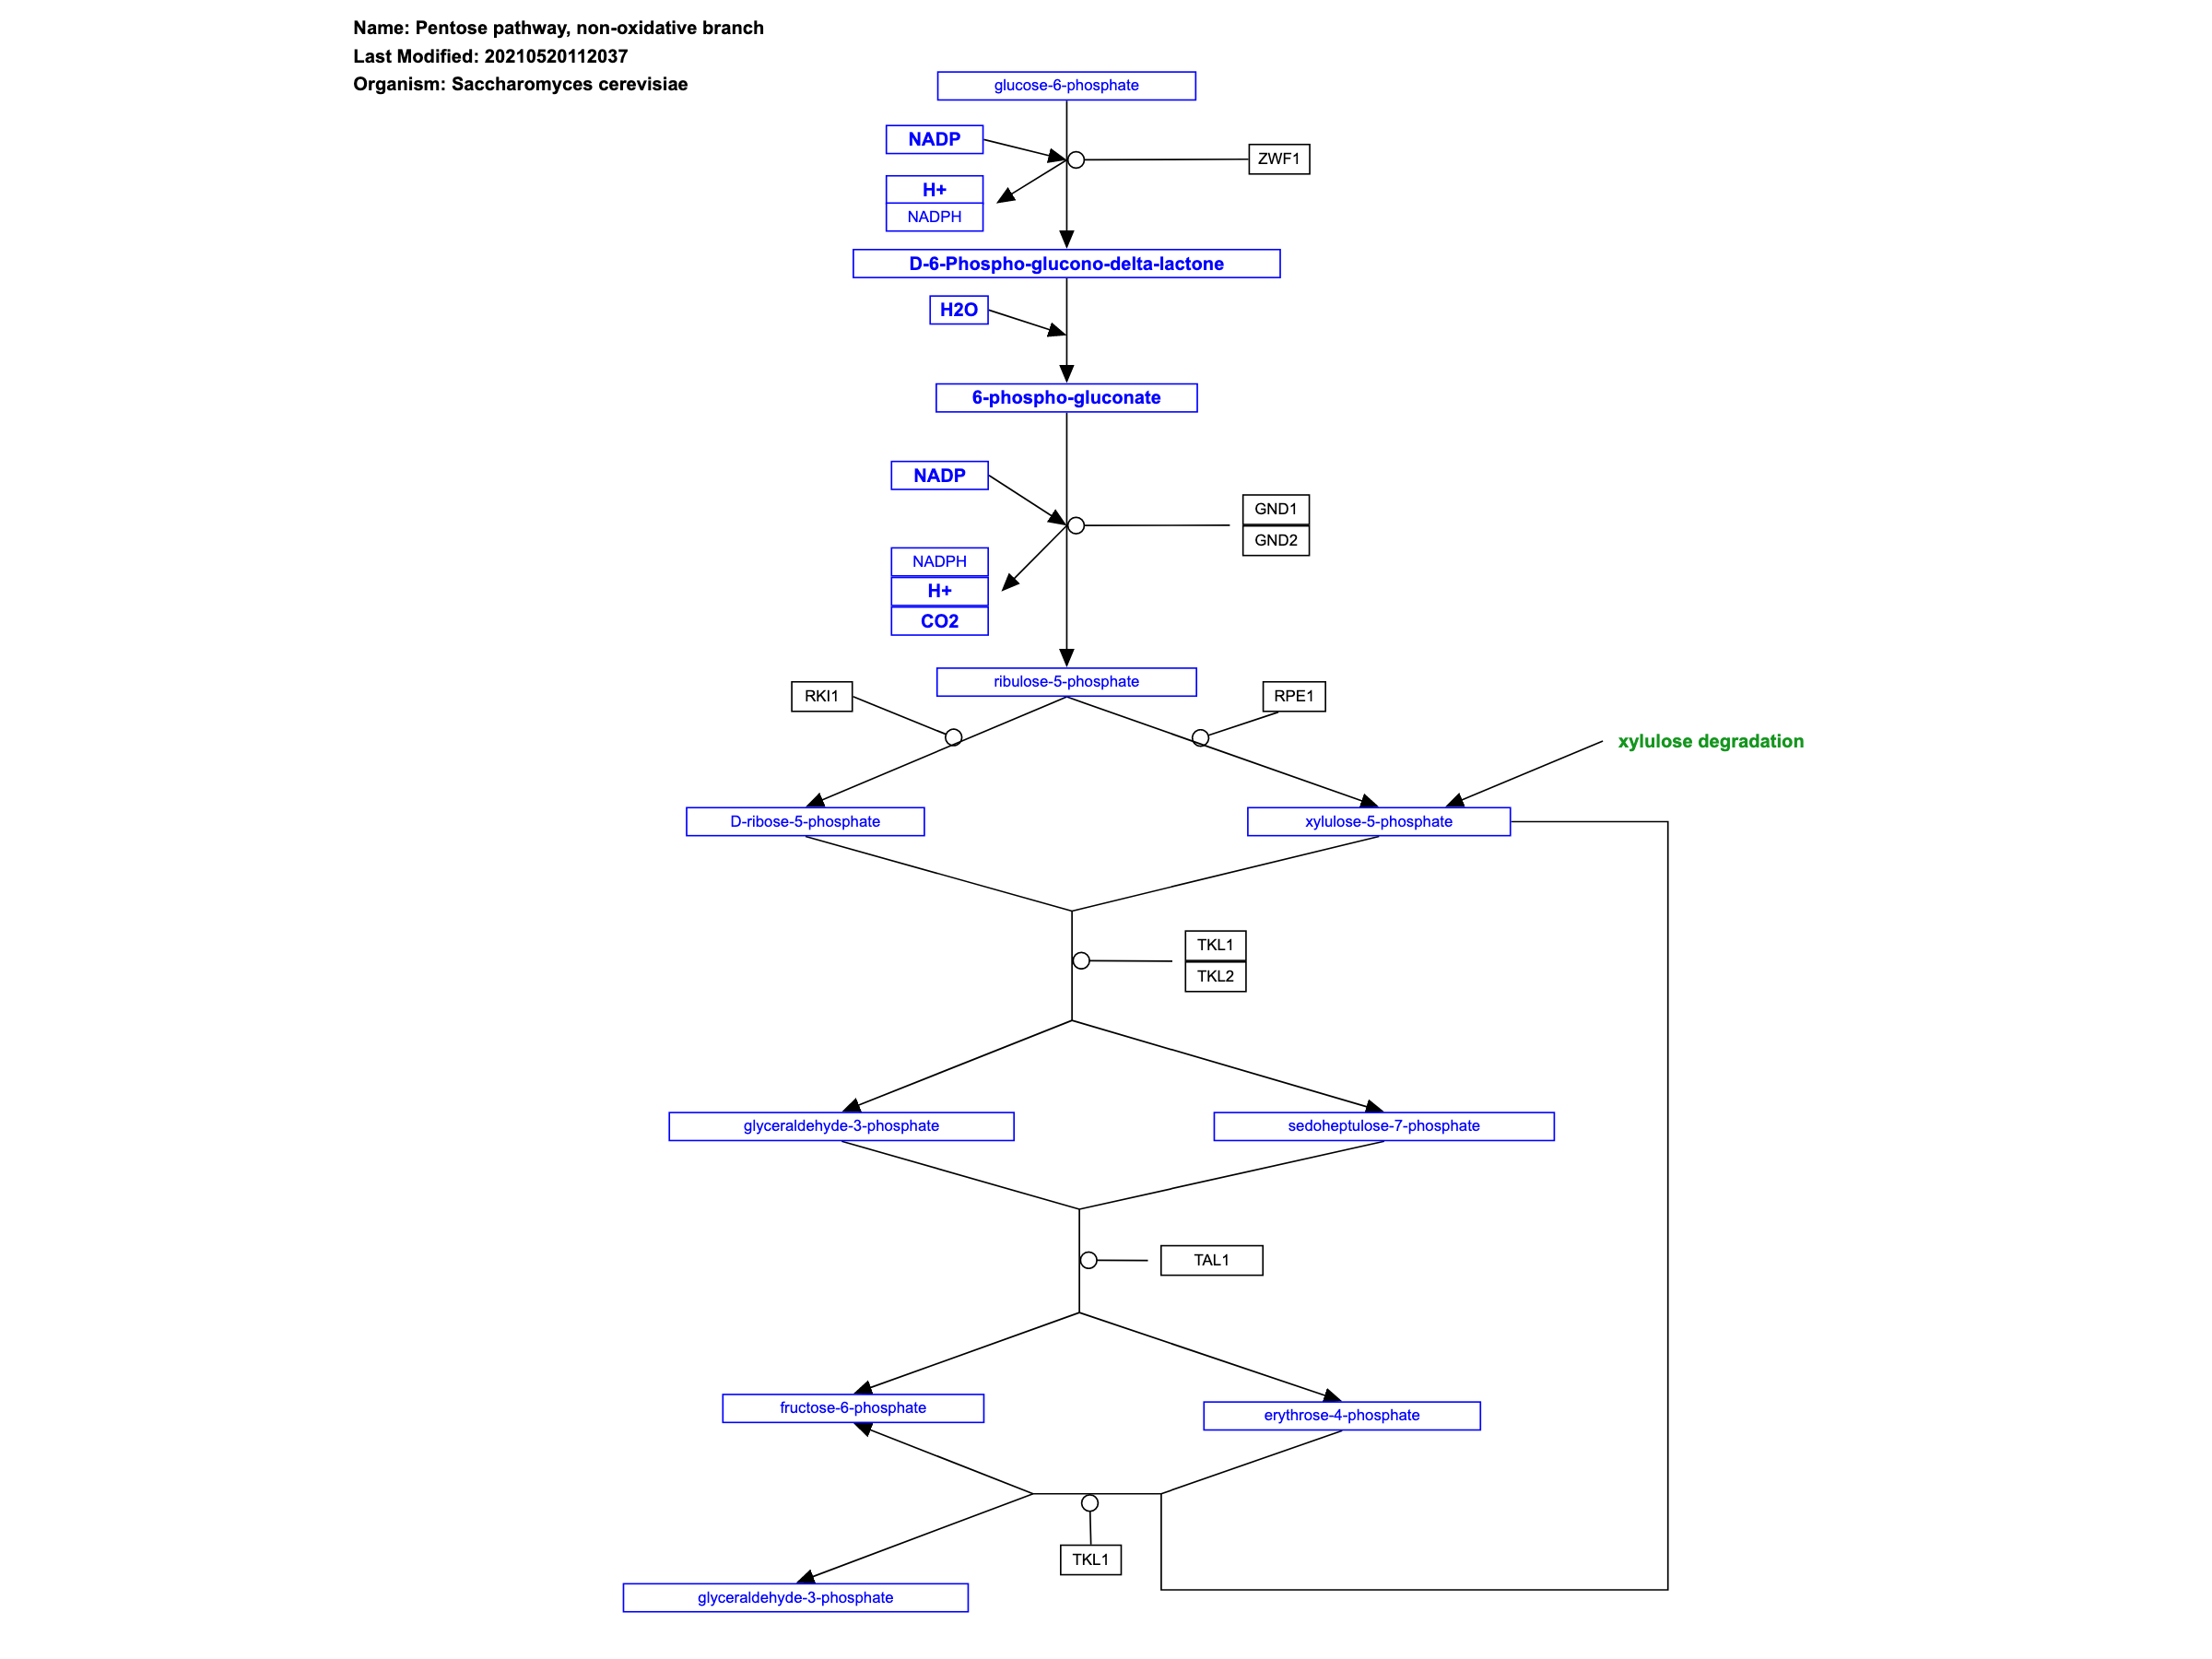 Name: Pentose pathway, non-oxidative branch
Last Modified: 20210520112037
Organism: Saccharomyces cerevisiae
glucose-6-phosphate
NADP
ZWF1
H+
NADPH
D-6-Phospho-glucono-delta-lactone
H2O
6-phospho-gluconate
NADP
GND1
GND2
NADPH
H+
CO2
ribulose-5-phosphate
RKI1
RPE1
xylulose degradation
D-ribose-5-phosphate
xylulose-5-phosphate
TKL1
TKL2
glyceraldehyde-3-phosphate
sedoheptulose-7-phosphate
TAL1
fructose-6-phosphate
erythrose-4-phosphate
TKL1
glyceraldehyde-3-phosphate